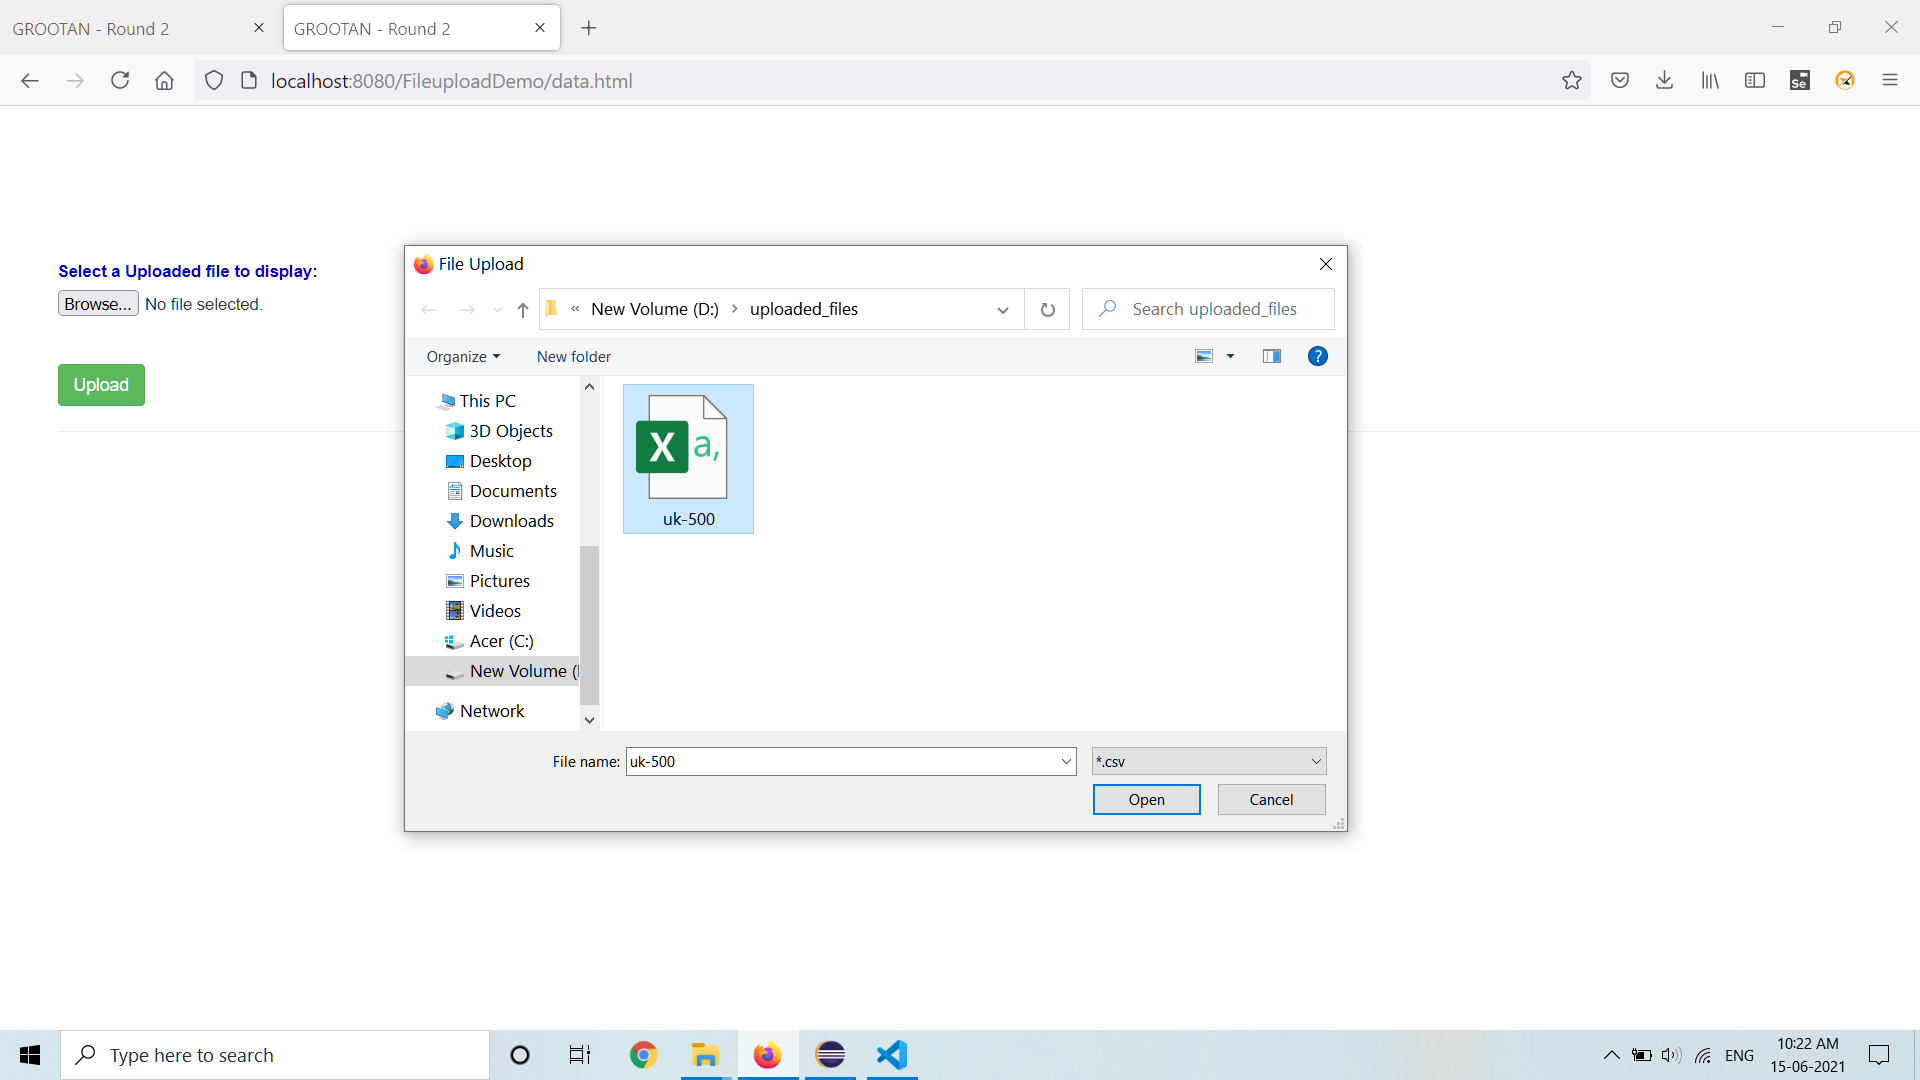 GROOTAN - Round 2
GROOTAN - Round 2
localhost:8080/FileuploadDemo/data.html
Se
Select a Uploaded file to display:
Browse... No file selected.
Upload
File Upload
« New Volume (D:) > uploaded_files
Search uploaded_files
Organize
New folder
?
This PC
3D Objects
Desktop
Documents
Downloads
Music
Pictures
Videos
Acer (C:)
New Volume (
Network
X a,
uk-500
File name: uk-500
*.csv
Open
Cancel
Type here to search
ENG
10:22 AM
15-06-2021